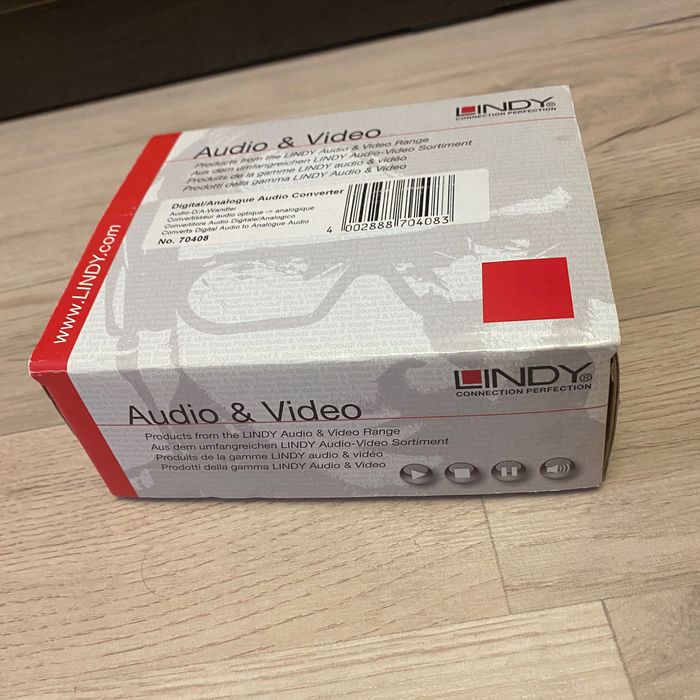 LINDY®
CONNECTION PERFECTION
Audio & Video
Products from the LINDY Audio & Video Range
Aus dem umfangreichen LINDY Audio-Video Sortiment
Produits de la gamme LINDY audio & vidéo
Prodotti della gamma LINDY Audio & Video
Digital/Analogue Audio Converter
Audio-D/A-Wandler
Convertisseur audio optique -> analogique
Convertitore Audio Digitale/Analogico
Converts Digital Audio to Analogue Audio
No. 70408
4 002888 704083
www.LINDY.com
LINDY®
CONNECTION PERFECTION
Audio & Video
Products from the LINDY Audio & Video Range
Aus dem umfangreichen LINDY Audio-Video Sortiment
Produits de la gamme LINDY audio & vidéo
Prodotti della gamma LINDY Audio & Video